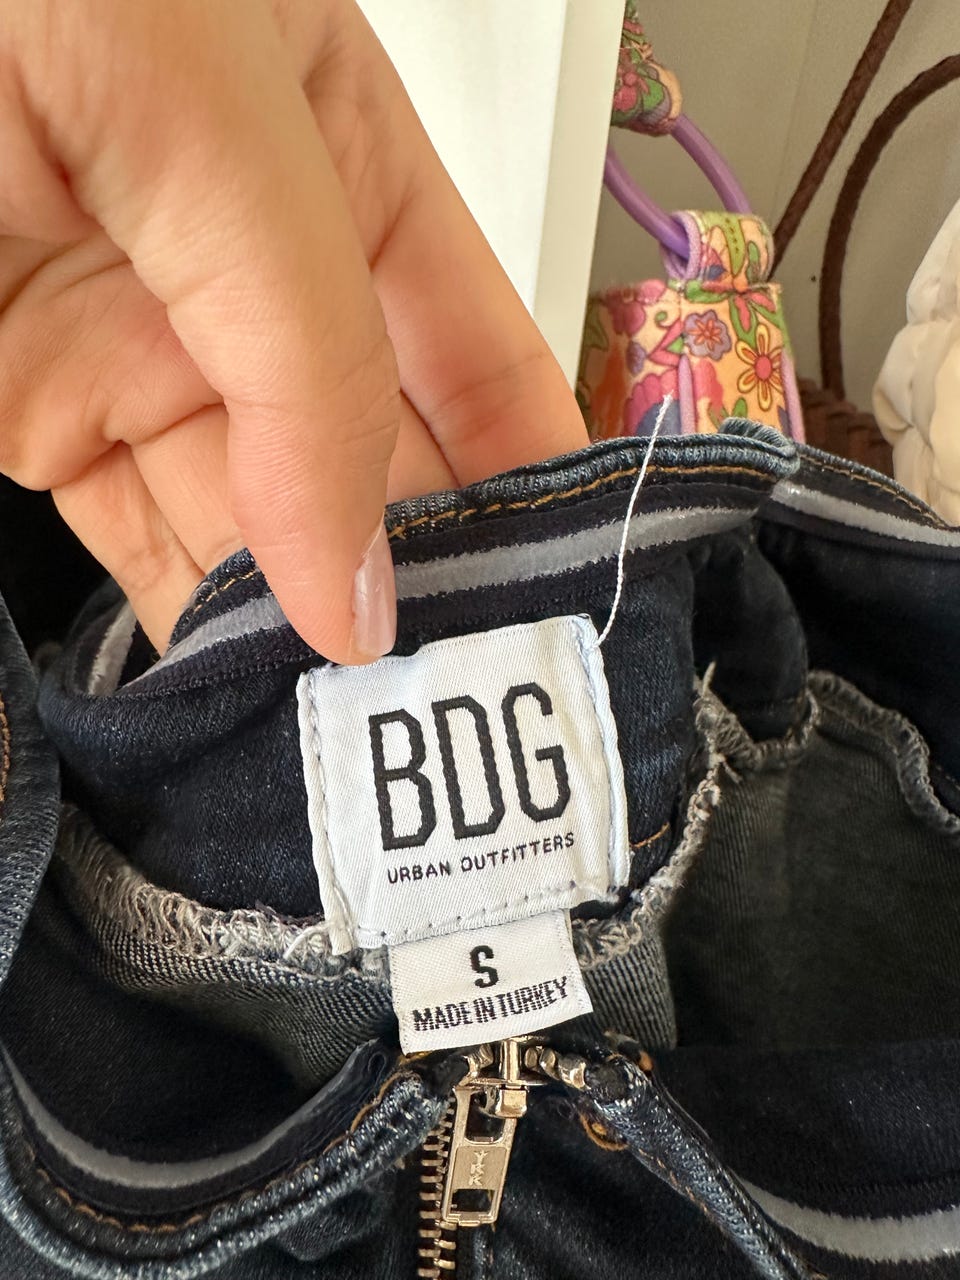 BDG
URBAN OUTFITTERS
S
MADE IN TURKEY
YKK